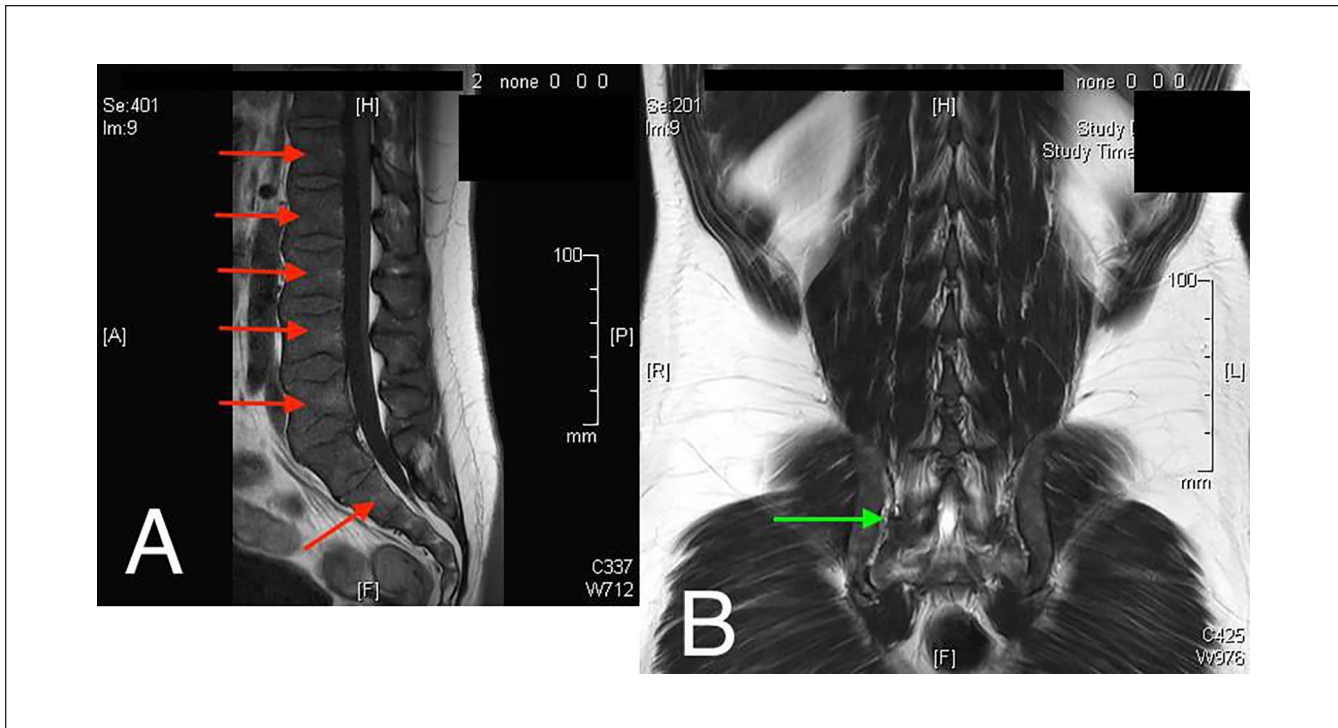 2 none 0 0 0
[H]
Se:401
Im:9
100
[A]
[P]
mm
A
C337
W712
[F]
none 0 0 0
[H]
Se:201
Im:9
Study
Study Time
100
[R]
[L]
mm
B
C425
W976
[F]